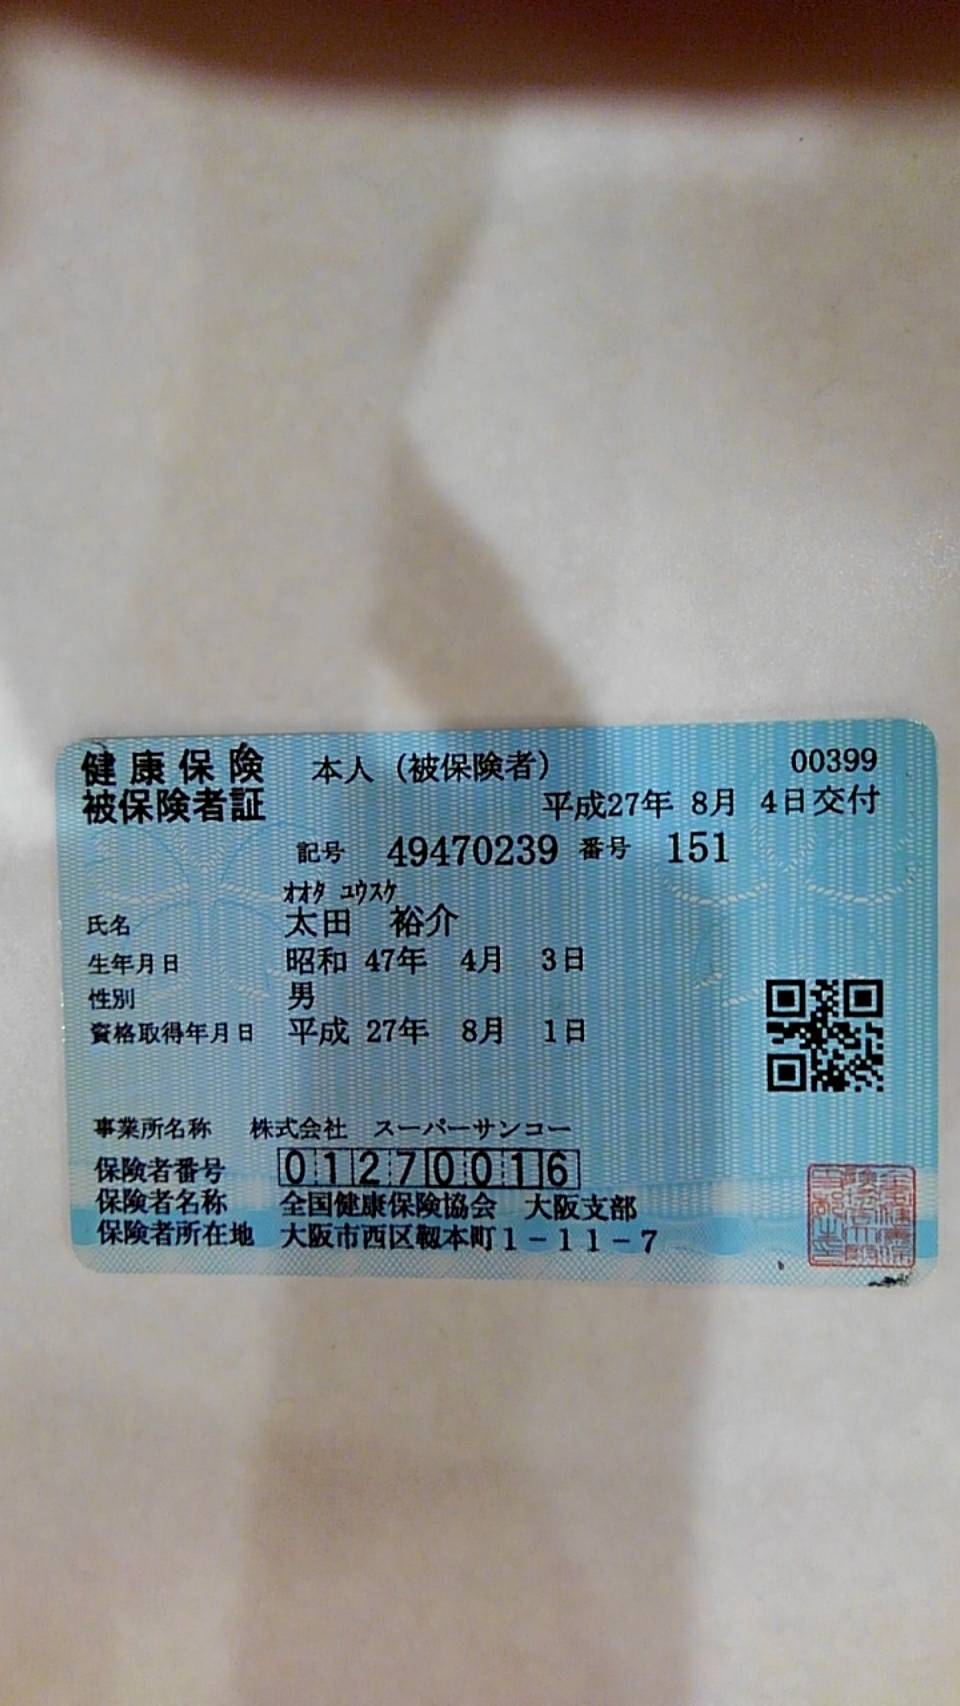 健康保険 本人（被保険者） 00399
被保険者証 平成27年 8月 4日交付
記号 49470239 番号 151
オオタ ユウスケ
氏名 太田 裕介
生年月日 昭和 47年 4月 3日
性別 男
資格取得年月日 平成 27年 8月 1日
事業所名称 株式会社 スーパーサンコー
保険者番号 01270016
保険者名称 全国健康保険協会 大阪支部
保険者所在地 大阪市西区靱本町1－11－7